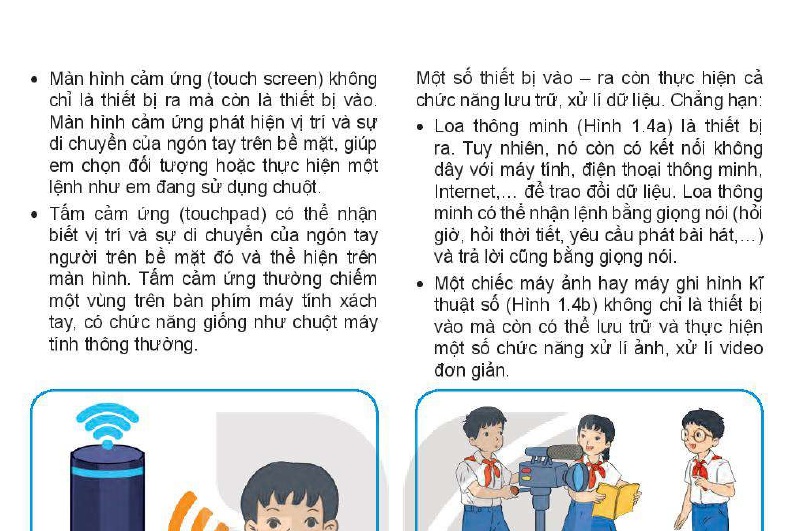 • Màn hình cảm ứng (touch screen) không
chỉ là thiết bị ra mà còn là thiết bị vào.
Màn hình cảm ứng phát hiện vị trí và sự
di chuyển của ngón tay trên bề mặt, giúp
em chọn đối tượng hoặc thực hiện một
lệnh như em đang sử dụng chuột.
• Tấm cảm ứng (touchpad) có thể nhận
biết vị trí và sự di chuyển của ngón tay
người trên bề mặt đó và thể hiện trên
màn hình. Tấm cảm ứng thường chiếm
một vùng trên bàn phím máy tính xách
tay, có chức năng giống như chuột máy
tính thông thường.
Một số thiết bị vào – ra còn thực hiện cả
chức năng lưu trữ, xử lí dữ liệu. Chẳng hạn:
• Loa thông minh (Hình 1.4a) là thiết bị
ra. Tuy nhiên, nó còn có kết nối không
dây với máy tính, điện thoại thông minh,
Internet,... để trao đổi dữ liệu. Loa thông
minh có thể nhận lệnh bằng giọng nói (hỏi
giờ, hỏi thời tiết, yêu cầu phát bài hát,...)
và trả lời cũng bằng giọng nói.
• Một chiếc máy ảnh hay máy ghi hình kĩ
thuật số (Hình 1.4b) không chỉ là thiết bị
vào mà còn có thể lưu trữ và thực hiện
một số chức năng xử lí ảnh, xử lí video
đơn giản.